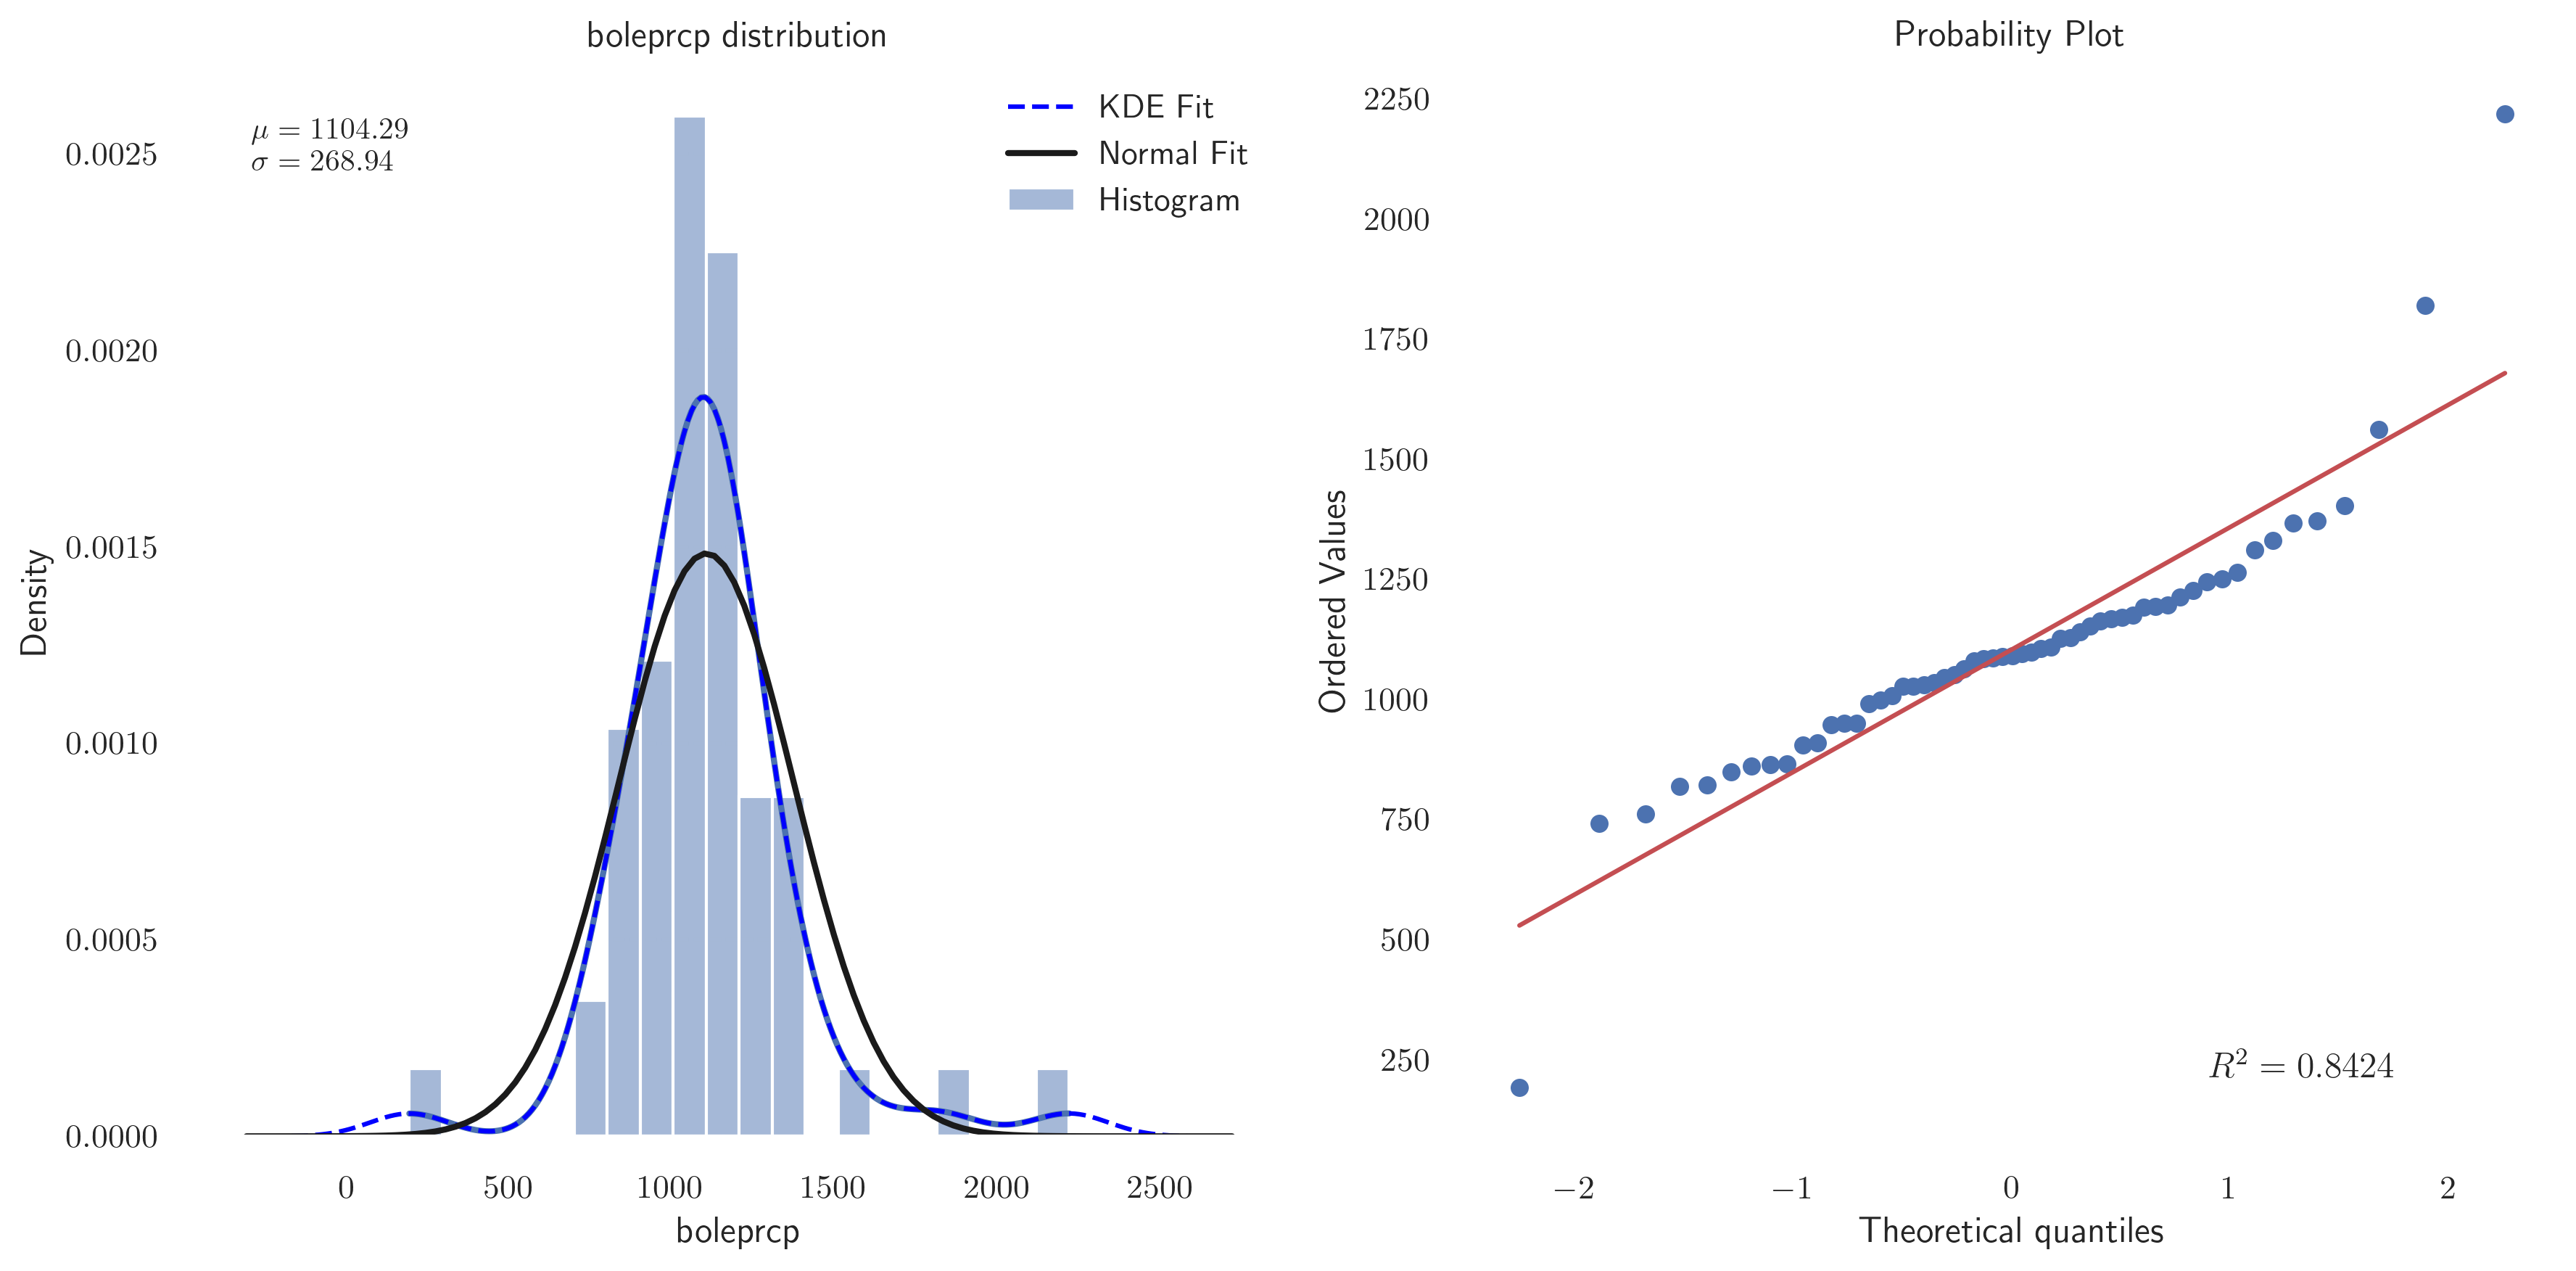 boleprcp distribution
μ = 1104.29
σ = 268.94
KDE Fit
Normal Fit
Histogram
Density
0.0025
0.0020
0.0015
0.0010
0.0005
0.0000
0 500 1000 1500 2000 2500
boleprcp
Probability Plot
Ordered Values
2250
2000
1750
1500
1250
1000
750
500
250
R² = 0.8424
−2 −1 0 1 2
Theoretical quantiles